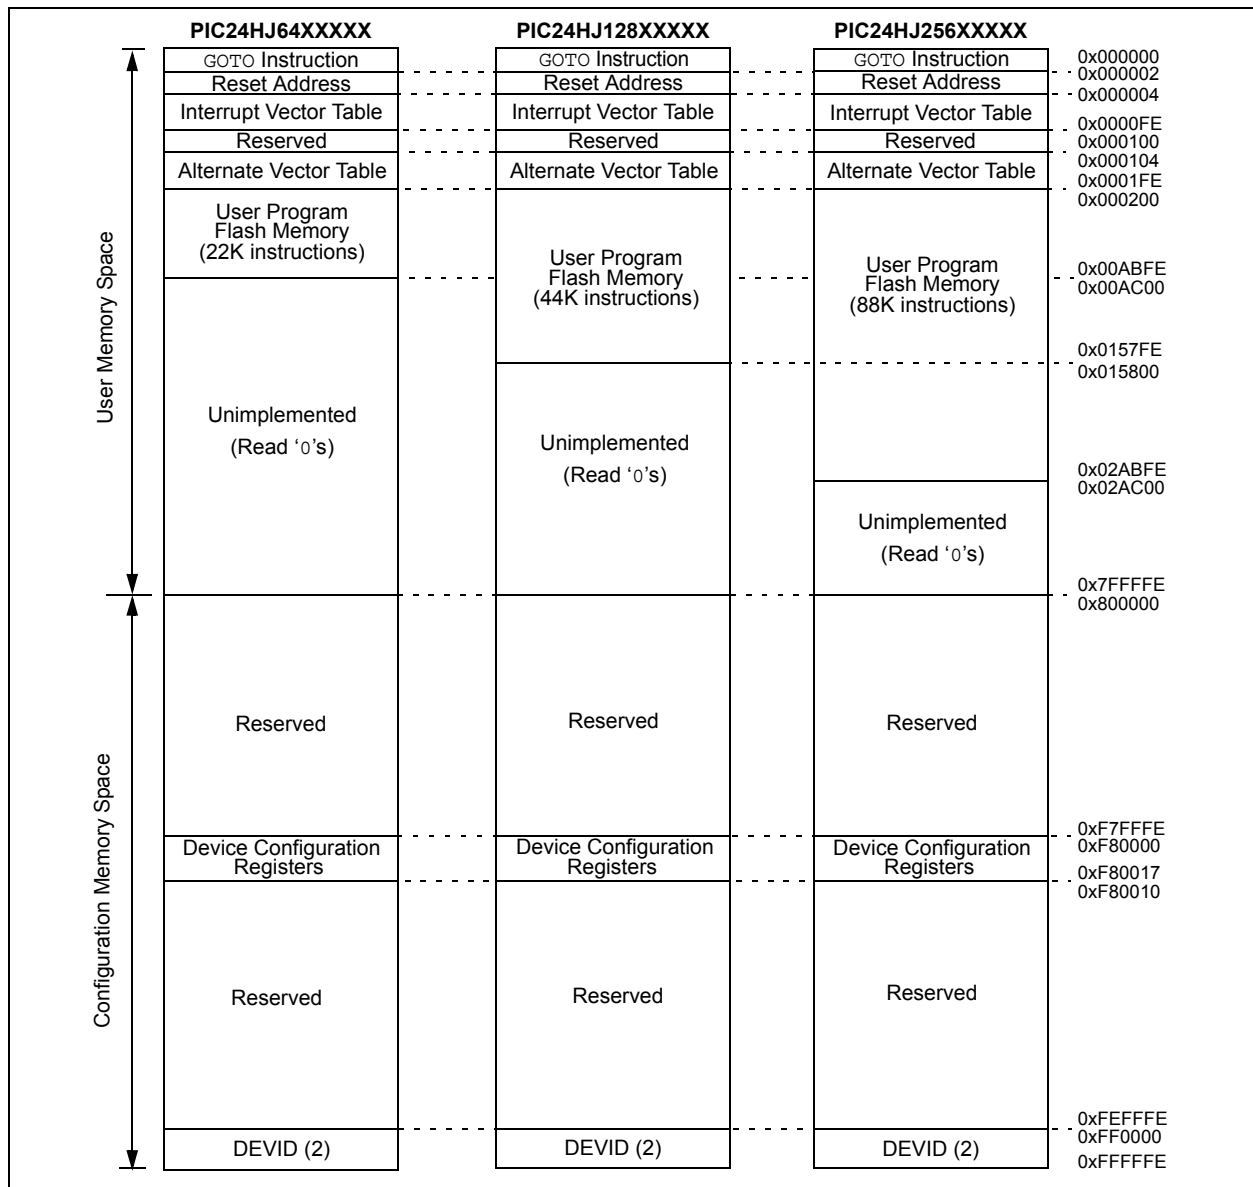 PIC24HJ64XXXXX
PIC24HJ128XXXXX
PIC24HJ256XXXXX
User Memory Space
Configuration Memory Space
GOTO Instruction
Reset Address
Interrupt Vector Table
Reserved
Alternate Vector Table
User Program
Flash Memory
(22K instructions)
Unimplemented
(Read ‘0’s)
Reserved
Device Configuration
Registers
Reserved
DEVID (2)
GOTO Instruction
Reset Address
Interrupt Vector Table
Reserved
Alternate Vector Table
User Program
Flash Memory
(44K instructions)
Unimplemented
(Read ‘0’s)
Reserved
Device Configuration
Registers
Reserved
DEVID (2)
GOTO Instruction
Reset Address
Interrupt Vector Table
Reserved
Alternate Vector Table
User Program
Flash Memory
(88K instructions)
Unimplemented
(Read ‘0’s)
Reserved
Device Configuration
Registers
Reserved
DEVID (2)
0x000000
0x000002
0x000004
0x0000FE
0x000100
0x000104
0x0001FE
0x000200
0x00ABFE
0x00AC00
0x0157FE
0x015800
0x02ABFE
0x02AC00
0x7FFFFE
0x800000
0xF7FFFE
0xF80000
0xF80017
0xF80010
0xFEFFFE
0xFF0000
0xFFFFFE